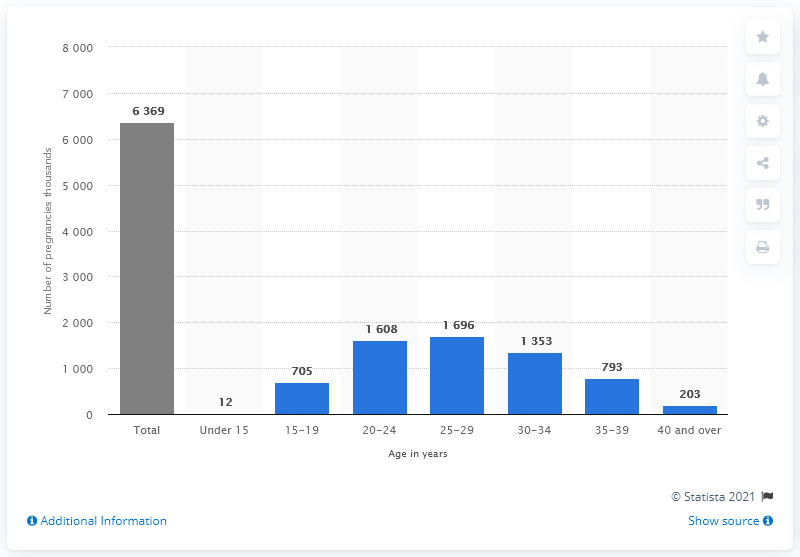 8 000
7 000
6 000
5 000
4 000
3 000
2 000
1 000
0
Number of pregnancies thousands
6 369
12
705
1 608
1 696
1 353
793
203
Total
Under 15
15-19
20-24
25-29
30-34
35-39
40 and over
Age in years
© Statista 2021
Additional Information
Show source